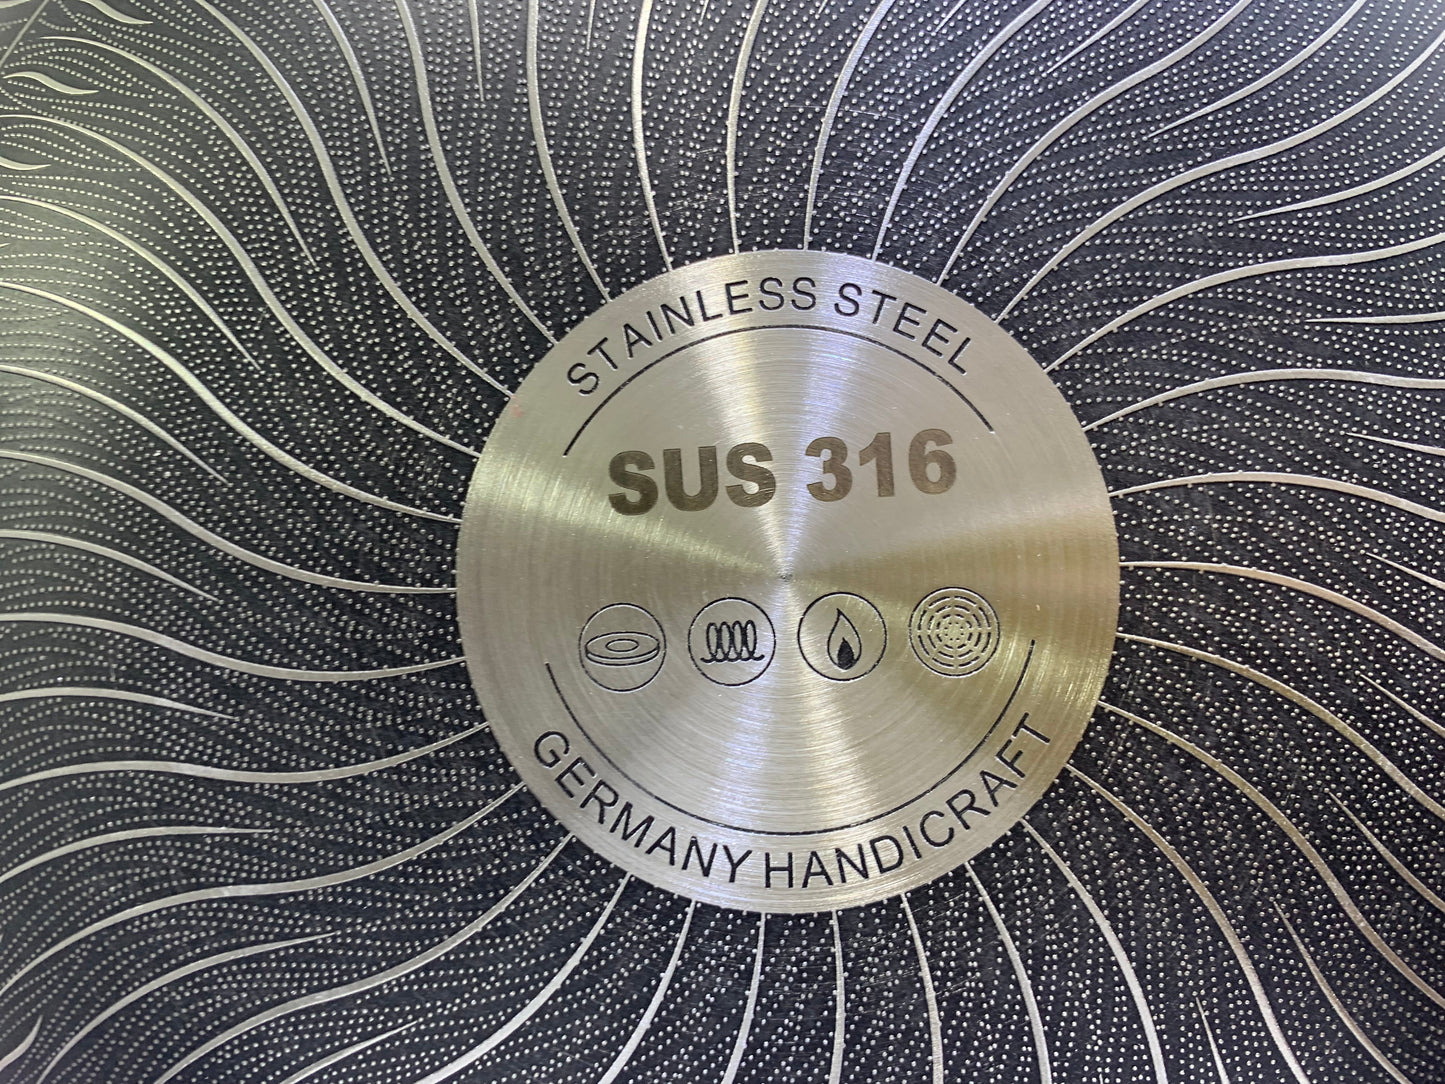 STAINLESS STEEL
SUS 316
GERMANY HANDICRAFT